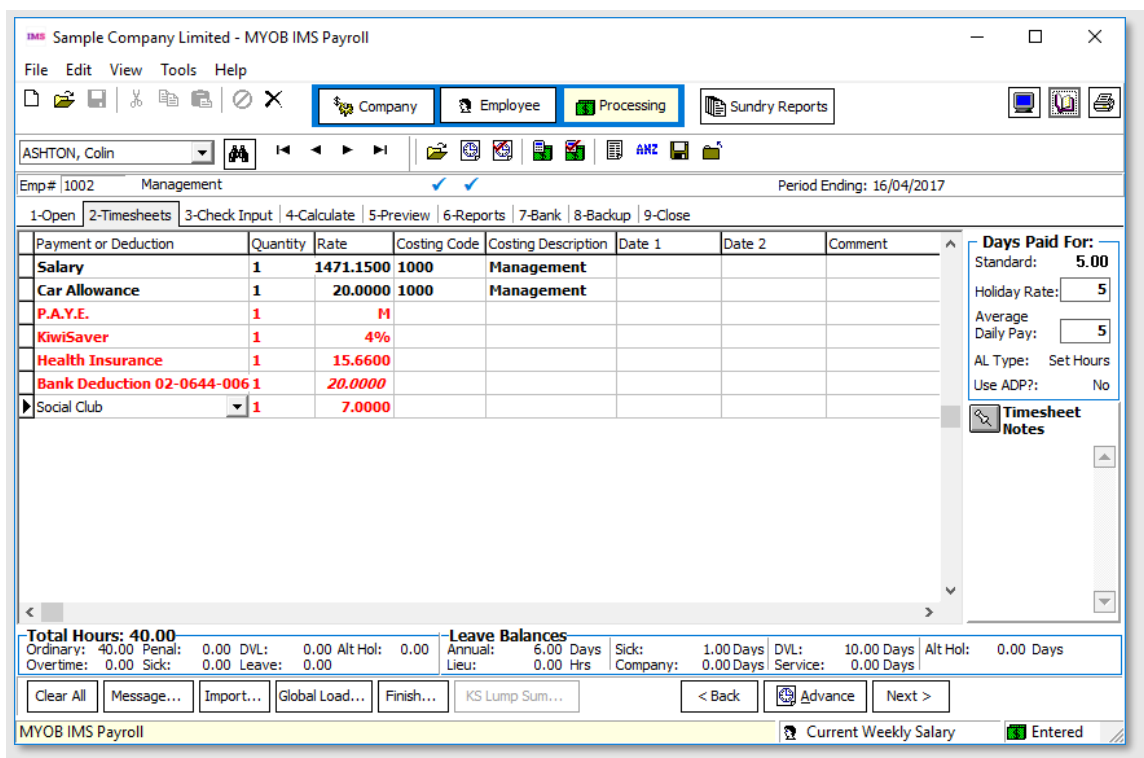 IMS Sample Company Limited - MYOB IMS Payroll
File Edit View Tools Help
Company Employee Processing Sundry Reports
ASHTON, Colin ANZ
Emp# 1002 Management Period Ending: 16/04/2017
1-Open 2-Timesheets 3-Check Input 4-Calculate 5-Preview 6-Reports 7-Bank 8-Backup 9-Close
Payment or Deduction Quantity Rate Costing Code Costing Description Date 1 Date 2 Comment
Salary 1 1471.1500 1000 Management
Car Allowance 1 20.0000 1000 Management
P.A.Y.E. 1 M
KiwiSaver 1 4%
Health Insurance 1 15.6600
Bank Deduction 02-0644-006 1 20.0000
Social Club 1 7.0000
Days Paid For:
Standard: 5.00
Holiday Rate: 5
Average
Daily Pay: 5
AL Type: Set Hours
Use ADP?: No
Timesheet
Notes
Total Hours: 40.00 Leave Balances
Ordinary: 40.00 Penal: 0.00 DVL: 0.00 Alt Hol: 0.00 Annual: 6.00 Days Sick: 1.00 Days DVL: 10.00 Days Alt Hol: 0.00 Days
Overtime: 0.00 Sick: 0.00 Leave: 0.00 Lieu: 0.00 Hrs Company: 0.00 Days Service: 0.00 Days
Clear All Message... Import... Global Load... Finish... KS Lump Sum... < Back Advance Next >
MYOB IMS Payroll Current Weekly Salary Entered